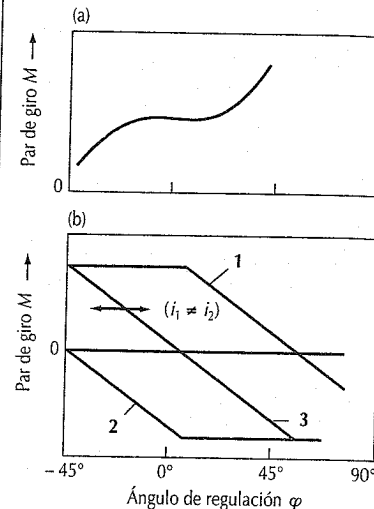 (a)
Par de giro M
0
(b)
Par de giro M
1
(i₁ ≠ i₂)
0
2
3
– 45° 0° 45° 90°
Ángulo de regulación φ